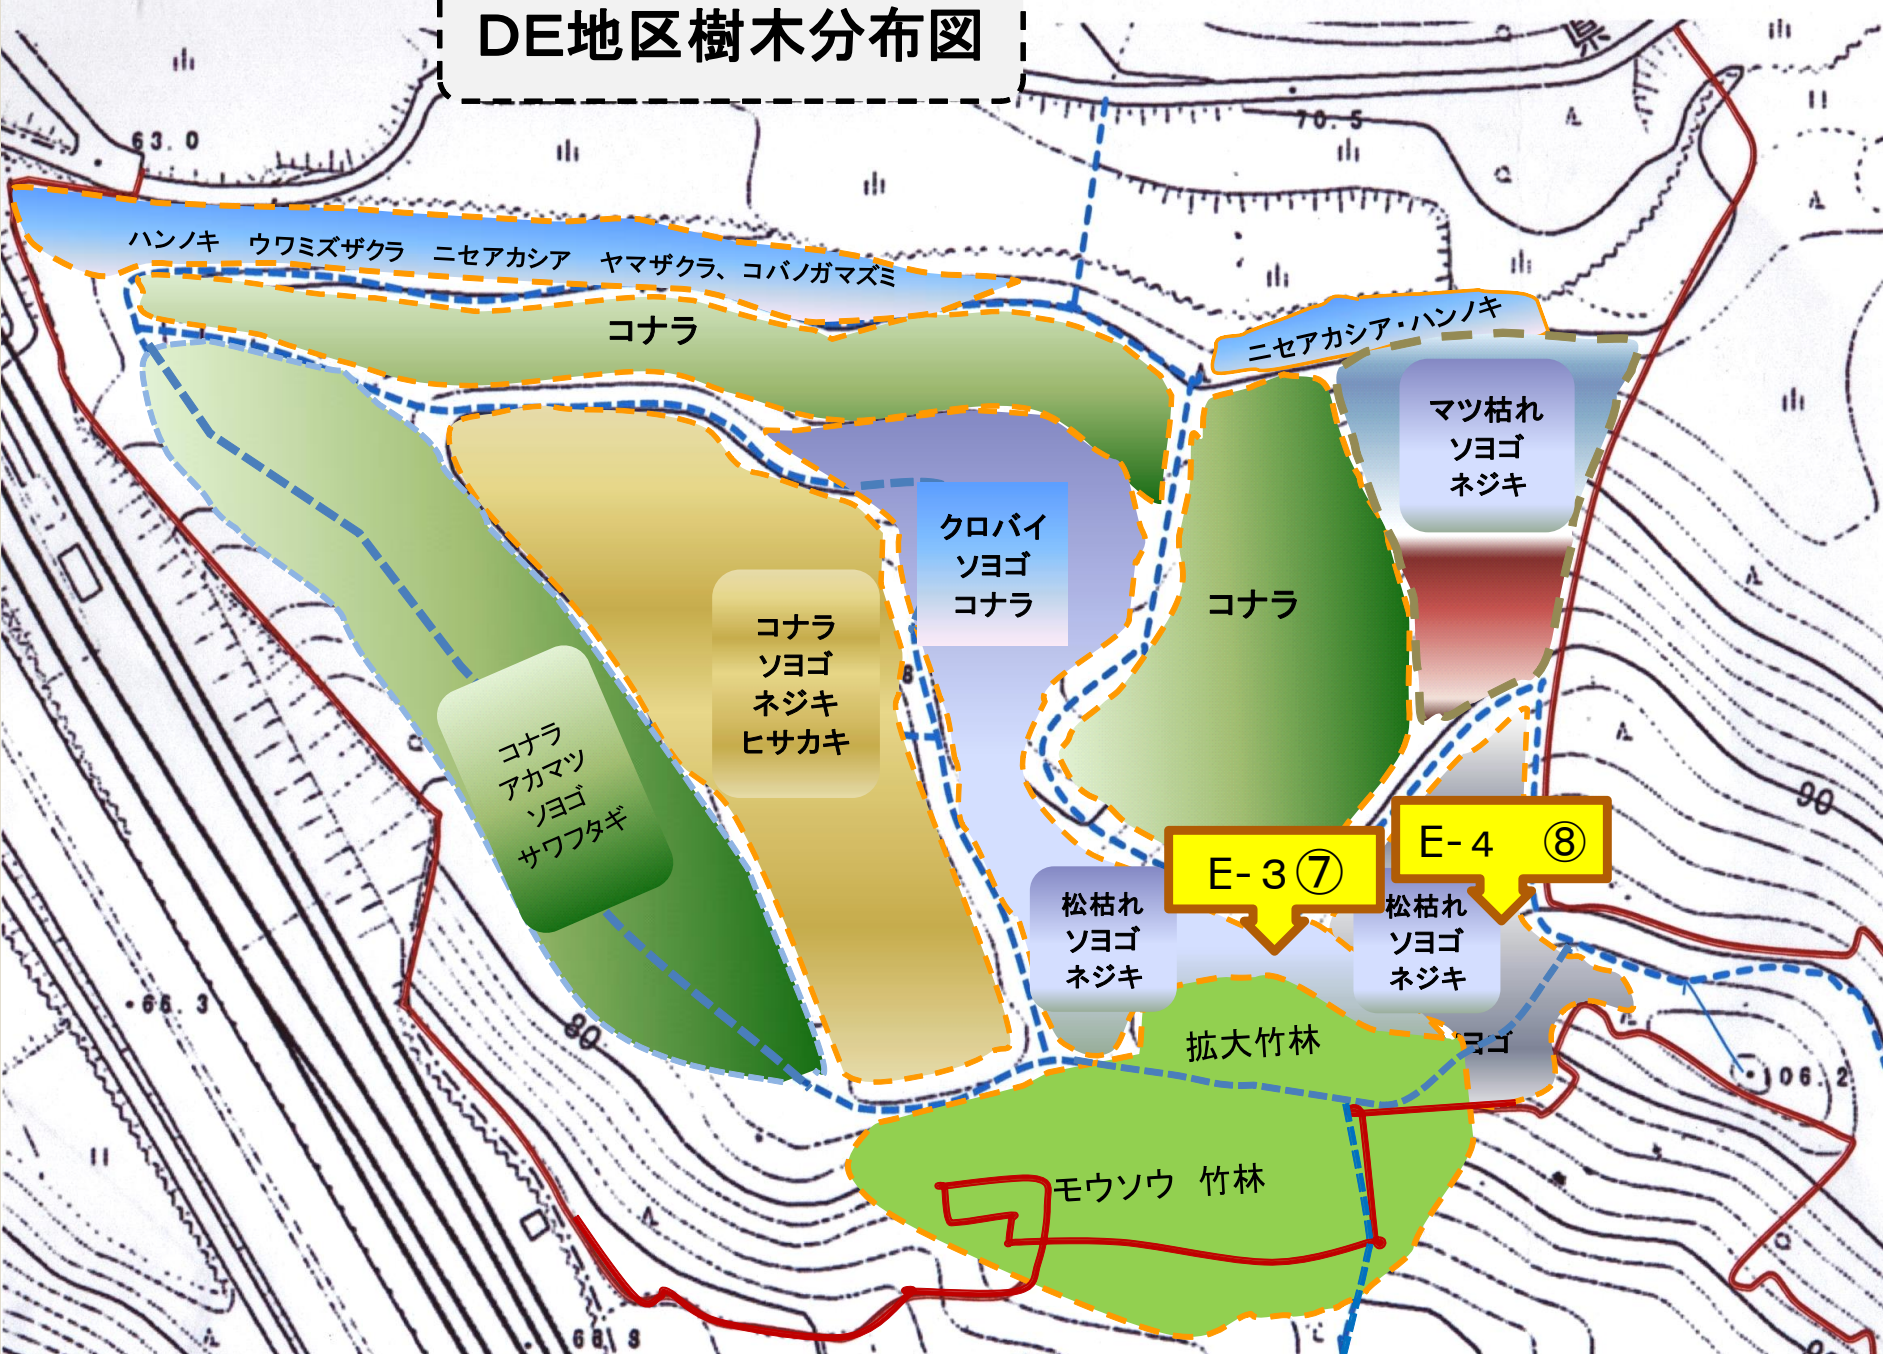 DE地区樹木分布図
県
63.0
70.5
ハンノキ ウワミズザクラ ニセアカシア ヤマザクラ、コバノガマズミ
コナラ
ニセアカシア・ハンノキ
マツ枯れ
ソヨゴ
ネジキ
クロバイ
ソヨゴ
コナラ
コナラ
コナラ
ソヨゴ
ネジキ
ヒサカキ
8
コナラ
アカマツ
ソヨゴ
サワフタギ
90
E-3⑦
E-4 ⑧
松枯れ
ソヨゴ
ネジキ
松枯れ
ソヨゴ
ネジキ
66.3
80
拡大竹林
ヨゴ
106.2
モウソウ 竹林